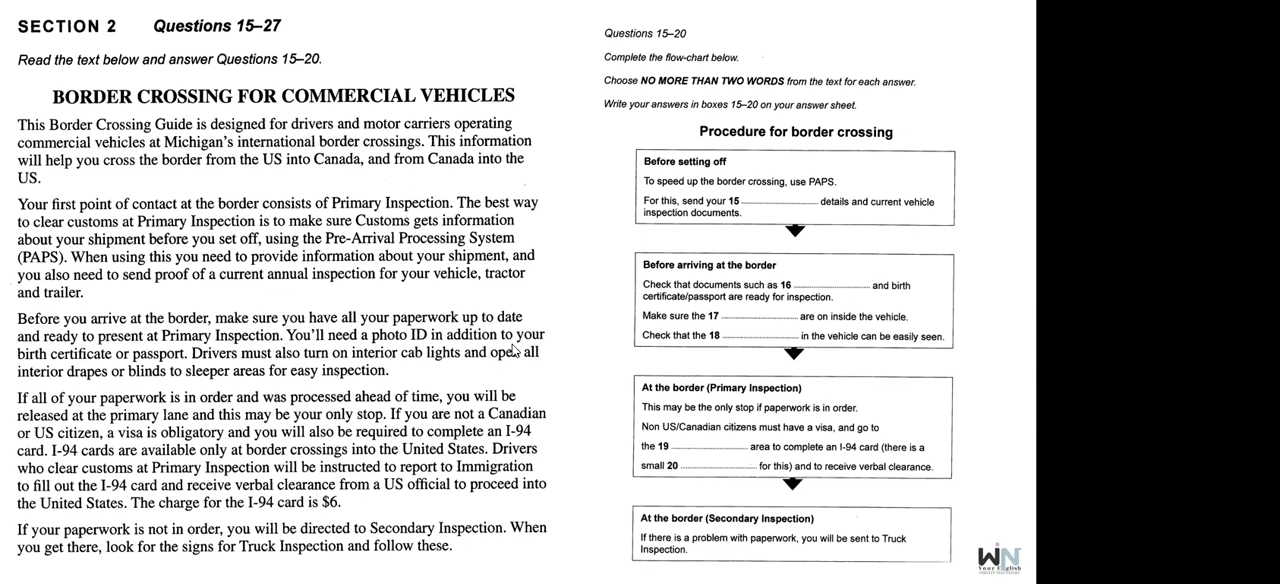 SECTION 2 Questions 15–27
Read the text below and answer Questions 15–20.
BORDER CROSSING FOR COMMERCIAL VEHICLES
This Border Crossing Guide is designed for drivers and motor carriers operating
commercial vehicles at Michigan's international border crossings. This information
will help you cross the border from the US into Canada, and from Canada into the
US.
Your first point of contact at the border consists of Primary Inspection. The best way
to clear customs at Primary Inspection is to make sure Customs gets information
about your shipment before you set off, using the Pre-Arrival Processing System
(PAPS). When using this you need to provide information about your shipment, and
you also need to send proof of a current annual inspection for your vehicle, tractor
and trailer.
Before you arrive at the border, make sure you have all your paperwork up to date
and ready to present at Primary Inspection. You'll need a photo ID in addition to your
birth certificate or passport. Drivers must also turn on interior cab lights and open all
interior drapes or blinds to sleeper areas for easy inspection.
If all of your paperwork is in order and was processed ahead of time, you will be
released at the primary lane and this may be your only stop. If you are not a Canadian
or US citizen, a visa is obligatory and you will also be required to complete an I-94
card. I-94 cards are available only at border crossings into the United States. Drivers
who clear customs at Primary Inspection will be instructed to report to Immigration
to fill out the I-94 card and receive verbal clearance from a US official to proceed into
the United States. The charge for the I-94 card is $6.
If your paperwork is not in order, you will be directed to Secondary Inspection. When
you get there, look for the signs for Truck Inspection and follow these.
Questions 15–20
Complete the flow-chart below.
Choose NO MORE THAN TWO WORDS from the text for each answer.
Write your answers in boxes 15–20 on your answer sheet.
Procedure for border crossing
Before setting off
To speed up the border crossing, use PAPS.
For this, send your 15 .............................. details and current vehicle
inspection documents.
Before arriving at the border
Check that documents such as 16 .............................. and birth
certificate/passport are ready for inspection.
Make sure the 17 .............................. are on inside the vehicle.
Check that the 18 .............................. in the vehicle can be easily seen.
At the border (Primary Inspection)
This may be the only stop if paperwork is in order.
Non US/Canadian citizens must have a visa, and go to
the 19 .............................. area to complete an I-94 card (there is a
small 20 .............................. for this) and to receive verbal clearance.
At the border (Secondary Inspection)
If there is a problem with paperwork, you will be sent to Truck
Inspection.
WIN
Your English